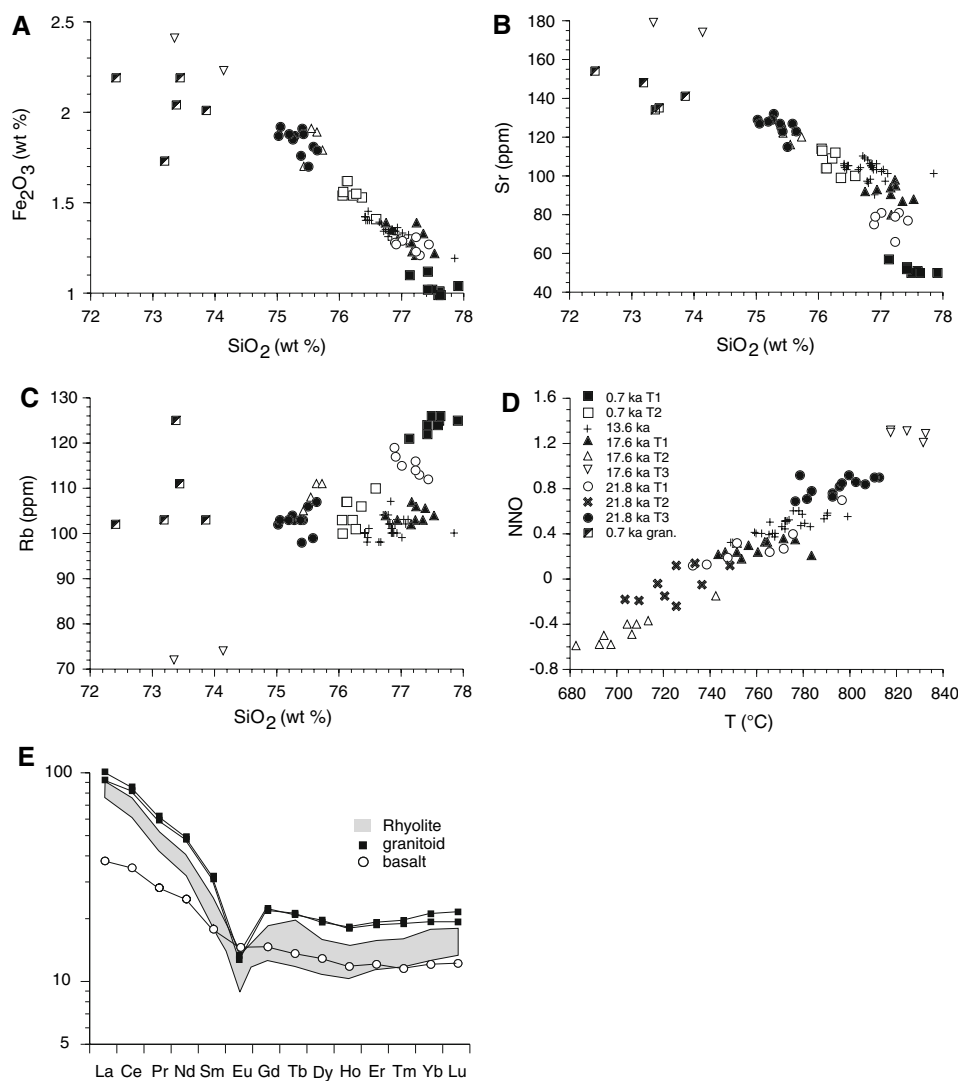 A
2.5
2
1.5
1
Fe2O3 (wt %)
72 73 74 75 76 77 78
SiO2 (wt %)
B
180
160
140
120
100
80
60
40
Sr (ppm)
72 73 74 75 76 77 78
SiO2 (wt %)
C
130
120
110
100
90
80
70
Rb (ppm)
72 73 74 75 76 77 78
SiO2 (wt %)
D
1.6
1.2
0.8
0.4
0
-0.4
-0.8
NNO
0.7 ka T1
0.7 ka T2
13.6 ka
17.6 ka T1
17.6 ka T2
17.6 ka T3
21.8 ka T1
21.8 ka T2
21.8 ka T3
0.7 ka gran.
680 700 720 740 760 780 800 820 840
T (°C)
E
100
10
5
Rhyolite
granitoid
basalt
La Ce Pr Nd Sm Eu Gd Tb Dy Ho Er Tm Yb Lu